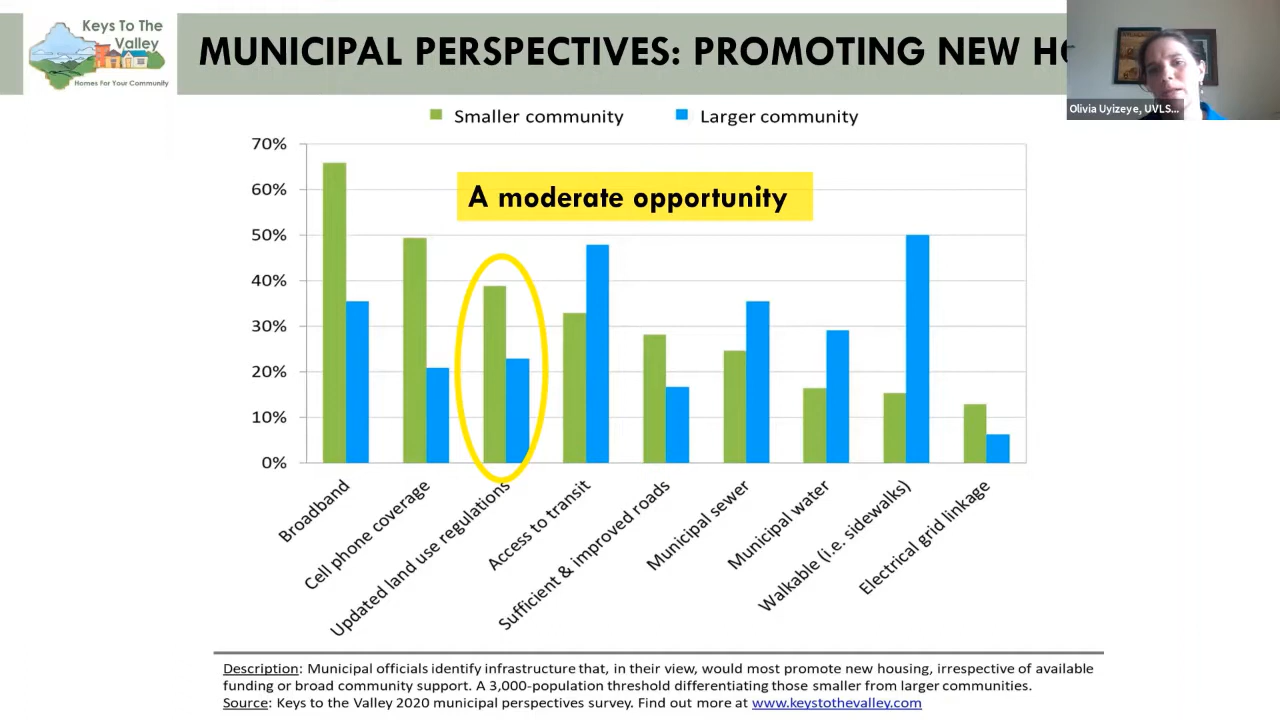 Keys To The
Valley
Homes For Your Community
MUNICIPAL PERSPECTIVES: PROMOTING NEW
Olivia Uyizeye, UVLS...
Smaller community
Larger community
70%
60%
50%
40%
30%
20%
10%
0%
A moderate opportunity
Broadband
Cell phone coverage
Updated land use regulations
Access to transit
Sufficient & improved roads
Municipal sewer
Municipal water
Walkable (i.e. sidewalks)
Electrical grid linkage
Description: Municipal officials identify infrastructure that, in their view, would most promote new housing, irrespective of available
funding or broad community support. A 3,000-population threshold differentiating those smaller from larger communities.
Source: Keys to the Valley 2020 municipal perspectives survey. Find out more at www.keystothevalley.com